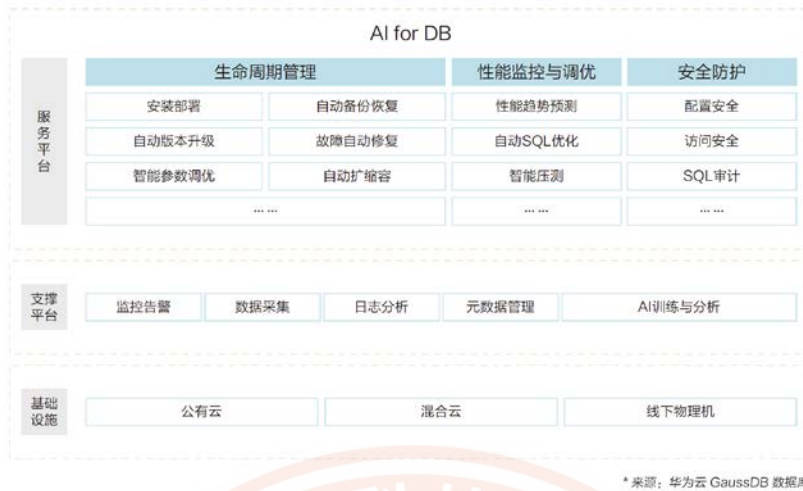 AI for DB
服务平台
生命周期管理 性能监控与调优 安全防护
安装部署 自动备份恢复 性能趋势预测 配置安全
自动版本升级 故障自动修复 自动SQL优化 访问安全
智能参数调优 自动扩缩容 智能压测 SQL审计
... ... ... ... ... ...
支撑平台
监控告警 数据采集 日志分析 元数据管理 AI训练与分析
基础设施
公有云 混合云 线下物理机
* 来源：华为云 GaussDB 数据库